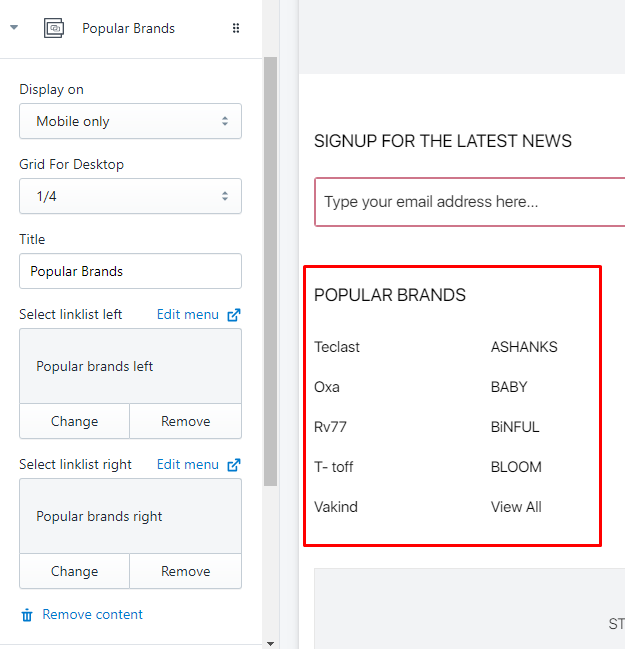 Popular Brands
Display on
Mobile only
Grid For Desktop
1/4
Title
Popular Brands
Select linklist left Edit menu
Popular brands left
Change Remove
Select linklist right Edit menu
Popular brands right
Change Remove
Remove content
SIGNUP FOR THE LATEST NEWS
Type your email address here...
POPULAR BRANDS
Teclast ASHANKS
Oxa BABY
Rv77 BiNFUL
T- toff BLOOM
Vakind View All
ST